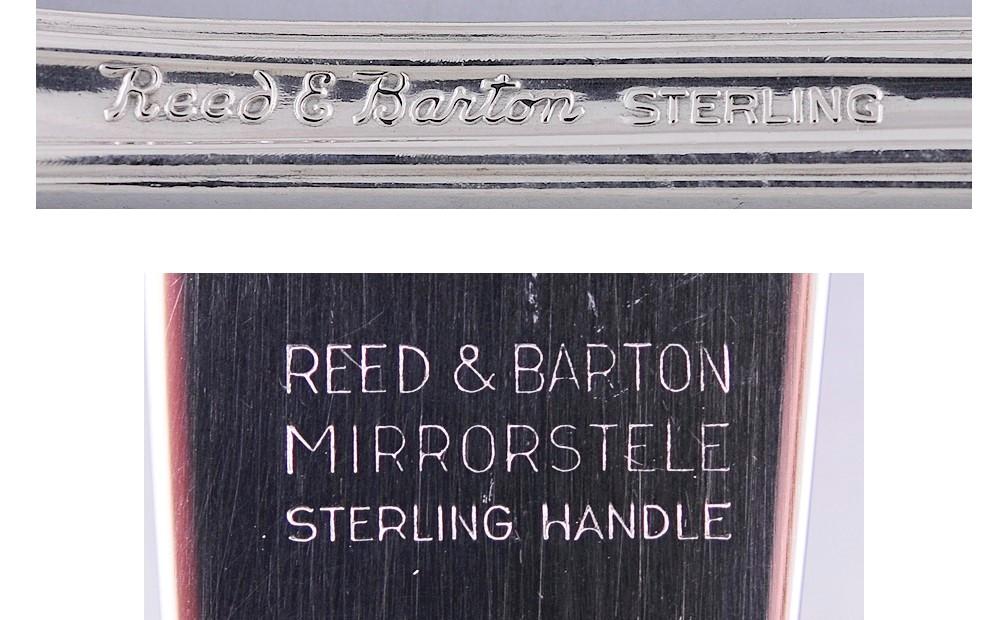 Reed & Barton STERLING
REED & BARTON
MIRRORSTELE
STERLING HANDLE